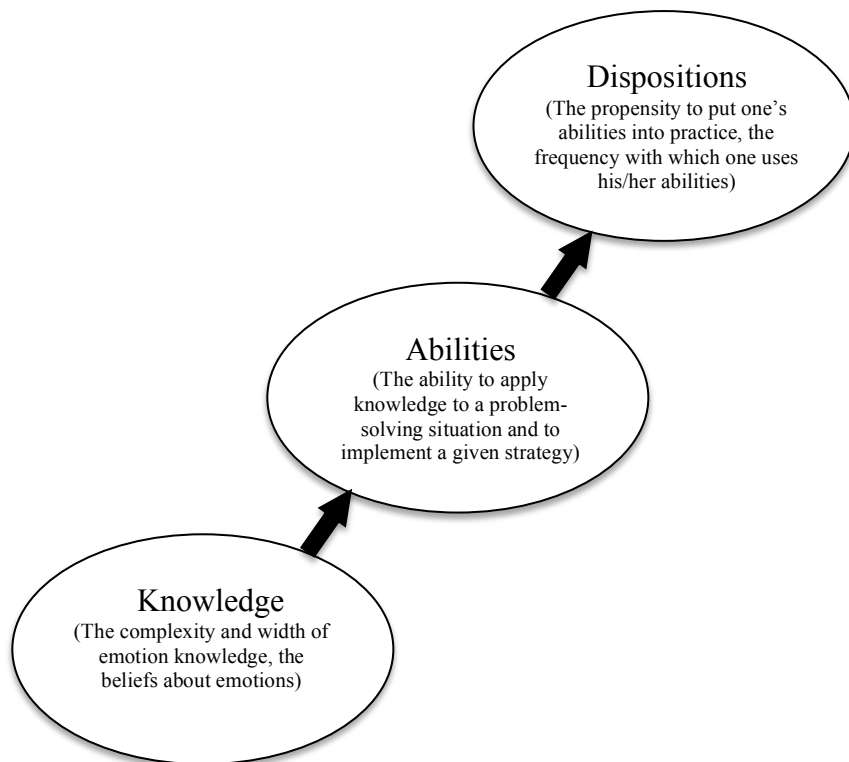 Dispositions
(The propensity to put one’s
abilities into practice, the
frequency with which one uses
his/her abilities)
Abilities
(The ability to apply
knowledge to a problem-
solving situation and to
implement a given strategy)
Knowledge
(The complexity and width of
emotion knowledge, the
beliefs about emotions)